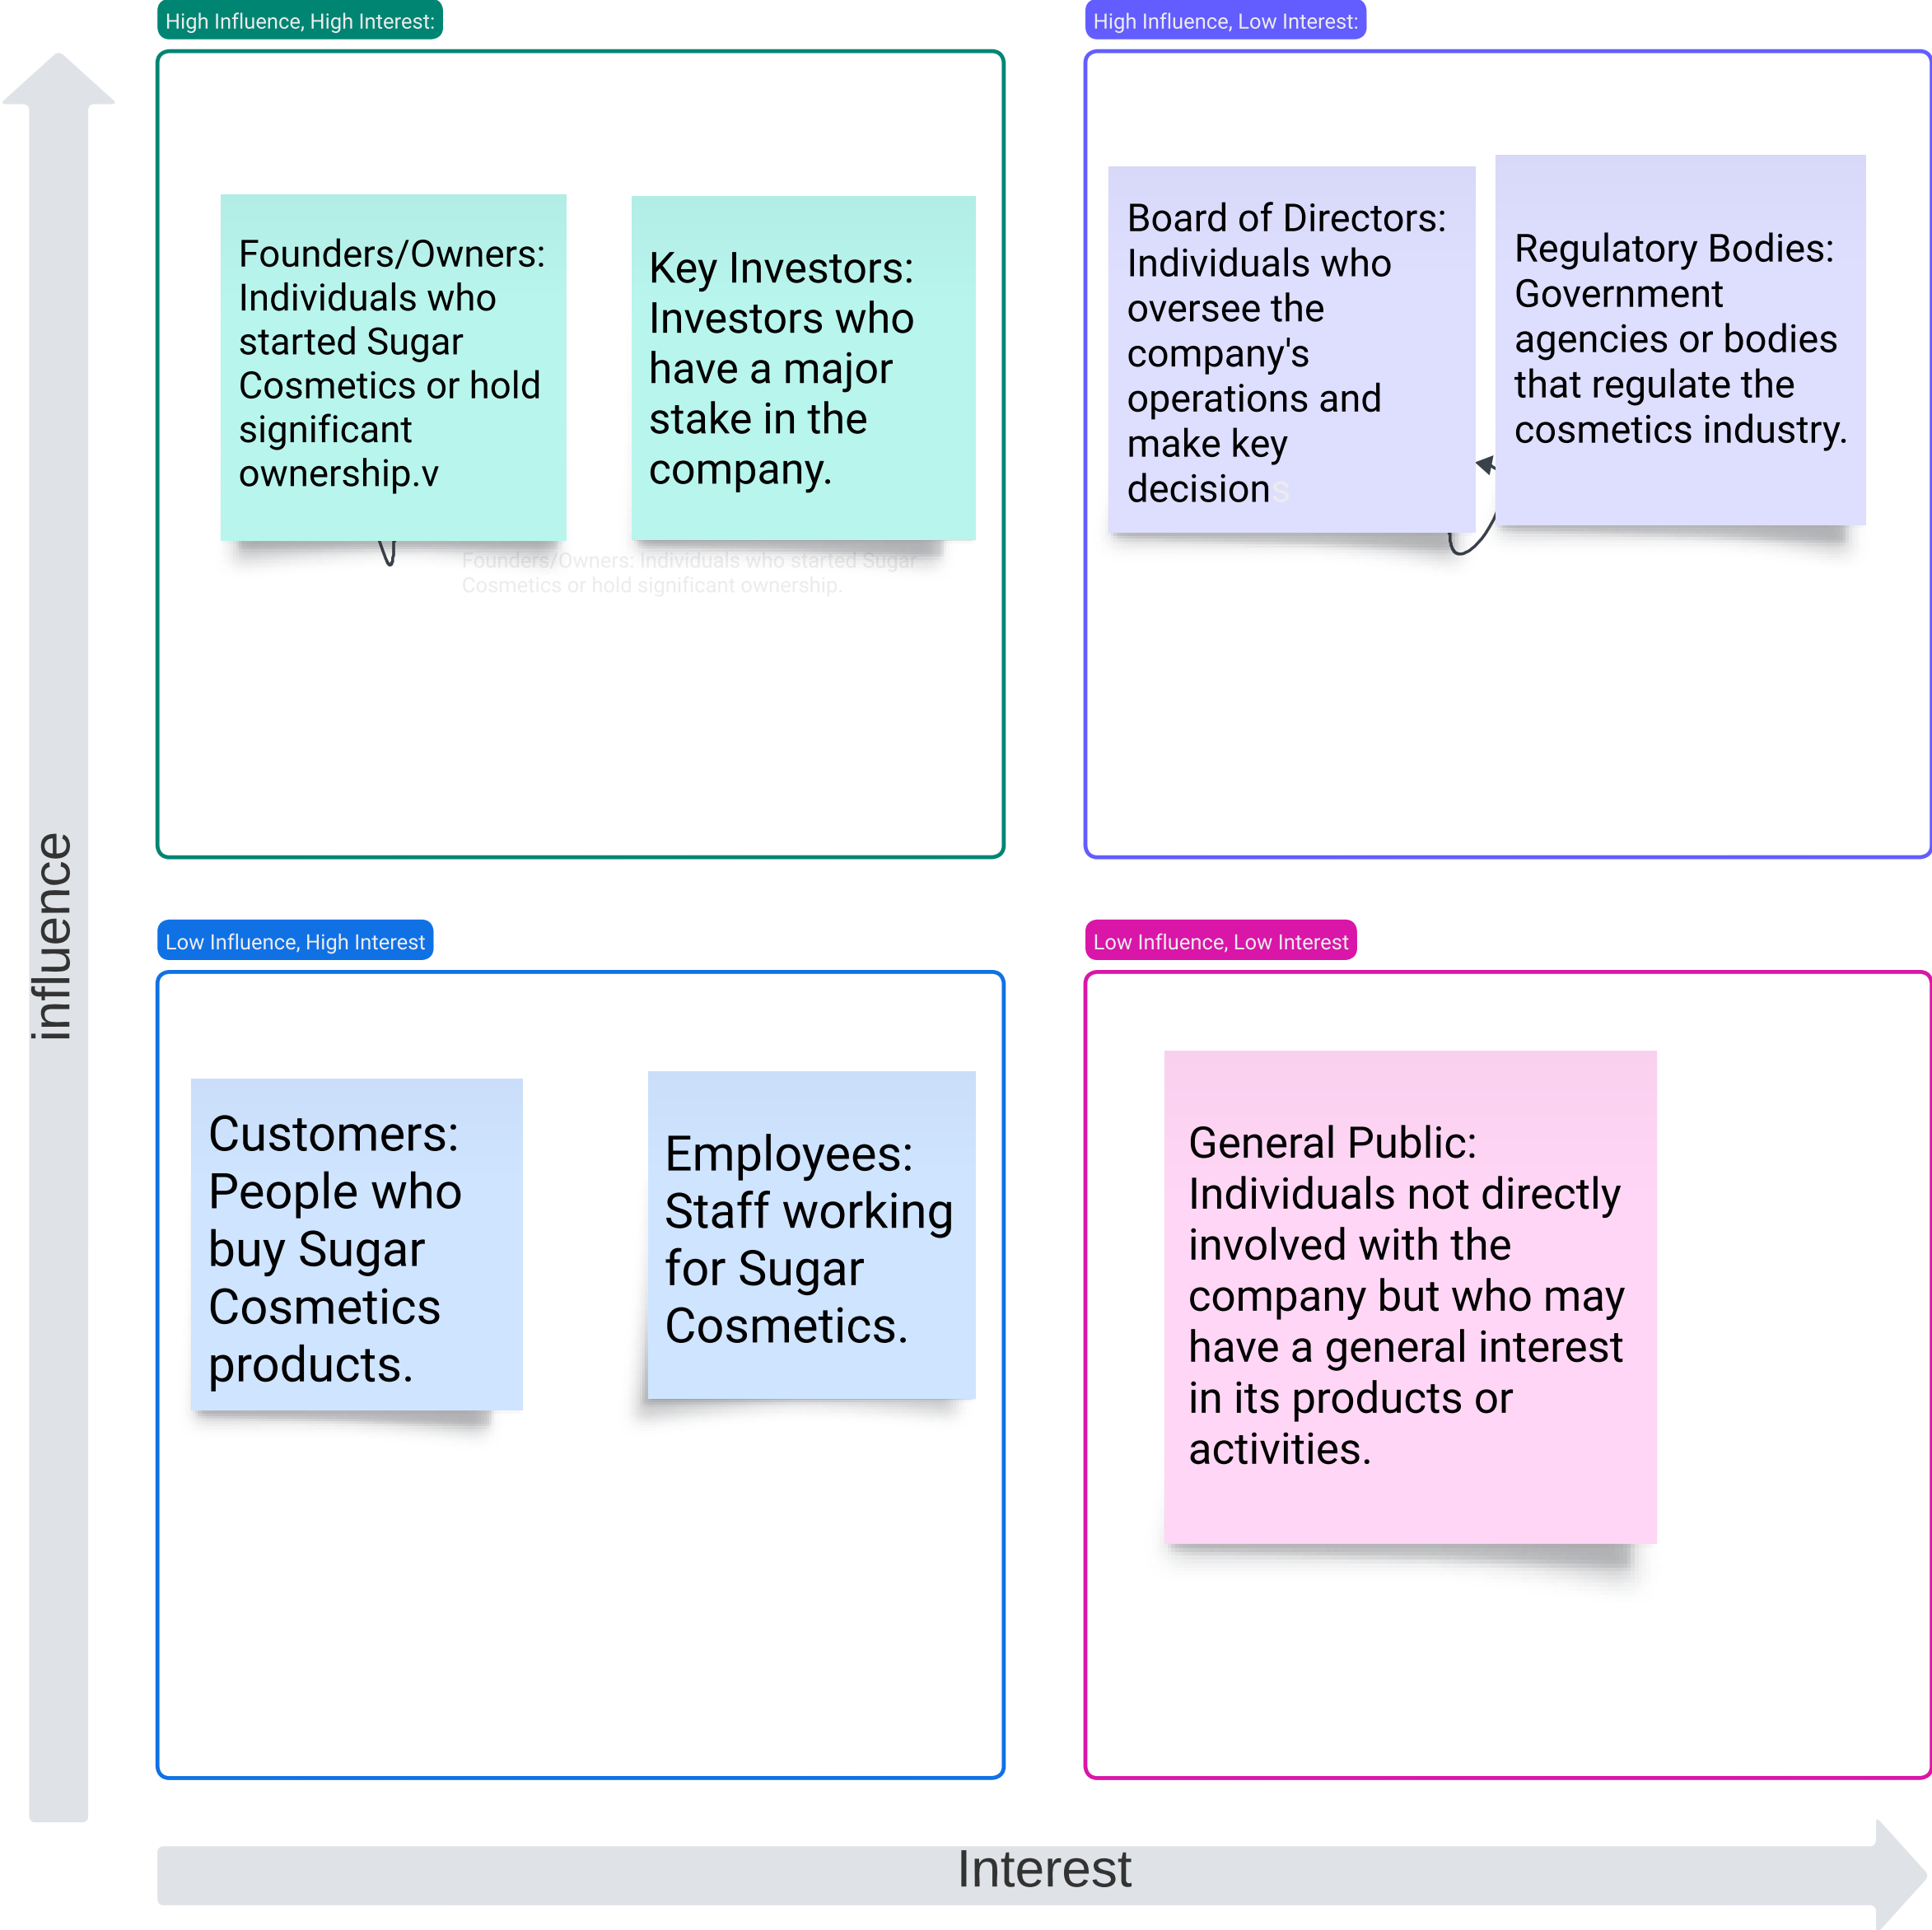 High Influence, High Interest:
High Influence, Low Interest:
Founders/Owners:
Individuals who
started Sugar
Cosmetics or hold
significant
ownership.v
Key Investors:
Investors who
have a major
stake in the
company.
Founders/Owners: Individuals who started Sugar
Cosmetics or hold significant ownership.
Board of Directors:
Individuals who
oversee the
company's
operations and
make key
decisions
Regulatory Bodies:
Government
agencies or bodies
that regulate the
cosmetics industry.
influence
Low Influence, High Interest
Low Influence, Low Interest
Customers:
People who
buy Sugar
Cosmetics
products.
Employees:
Staff working
for Sugar
Cosmetics.
General Public:
Individuals not directly
involved with the
company but who may
have a general interest
in its products or
activities.
Interest